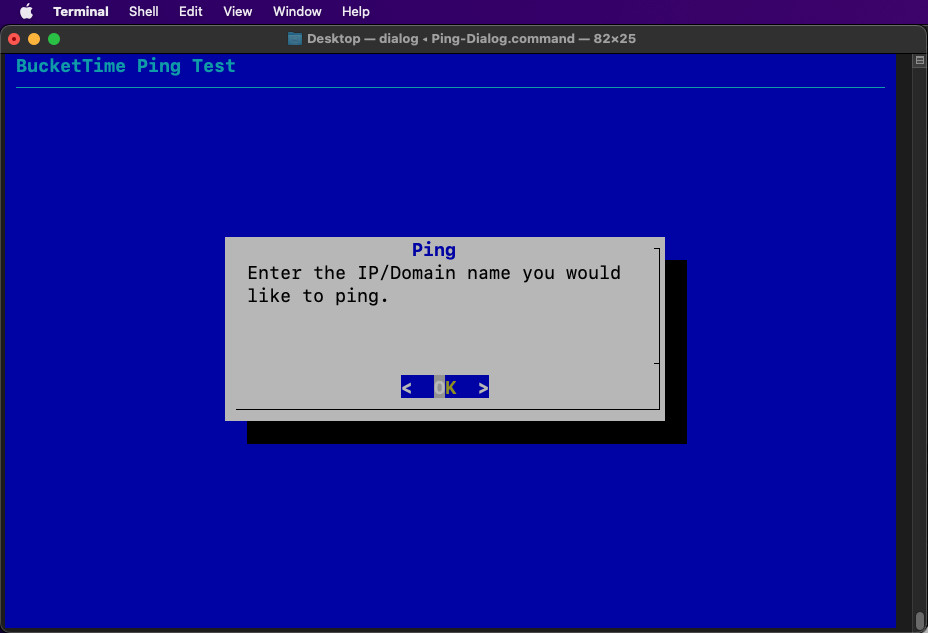 Terminal Shell Edit View Window Help
Desktop — dialog ◂ Ping-Dialog.command — 82×25
BucketTime Ping Test
Ping
Enter the IP/Domain name you would
like to ping.
< OK >